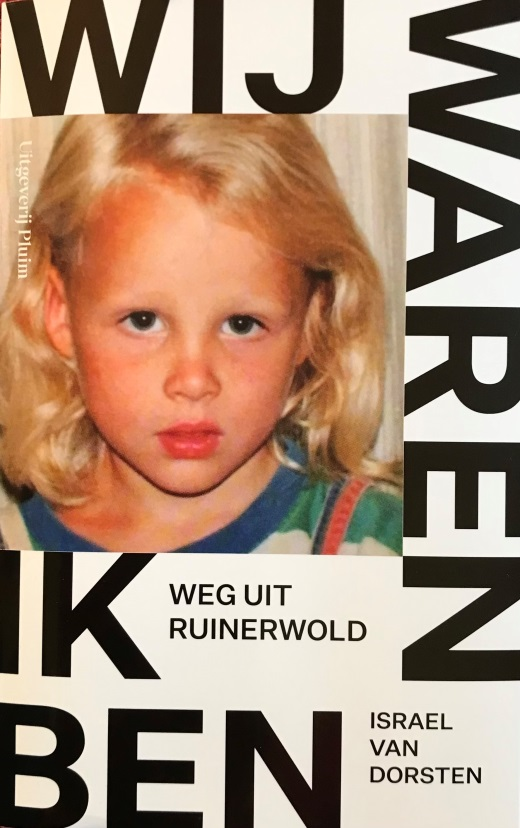 WIJ
WAREN
Uitgeverij Pluim
IK
BEN
WEG UIT
RUINERWOLD
ISRAEL
VAN
DORSTEN